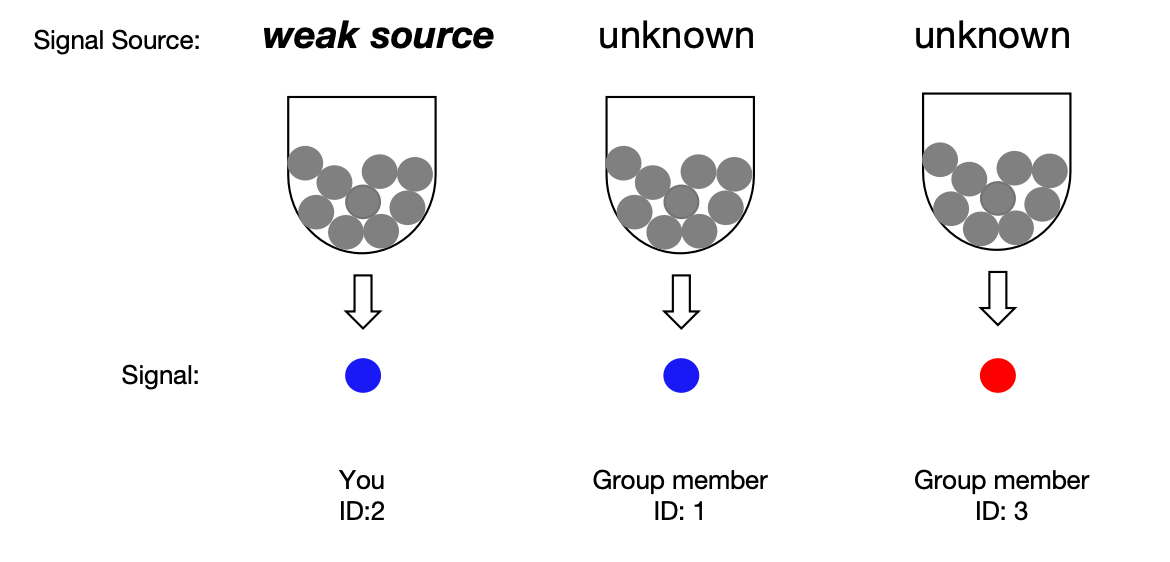 Signal Source: weak source unknown unknown
Signal:
You Group member Group member
ID:2 ID: 1 ID: 3